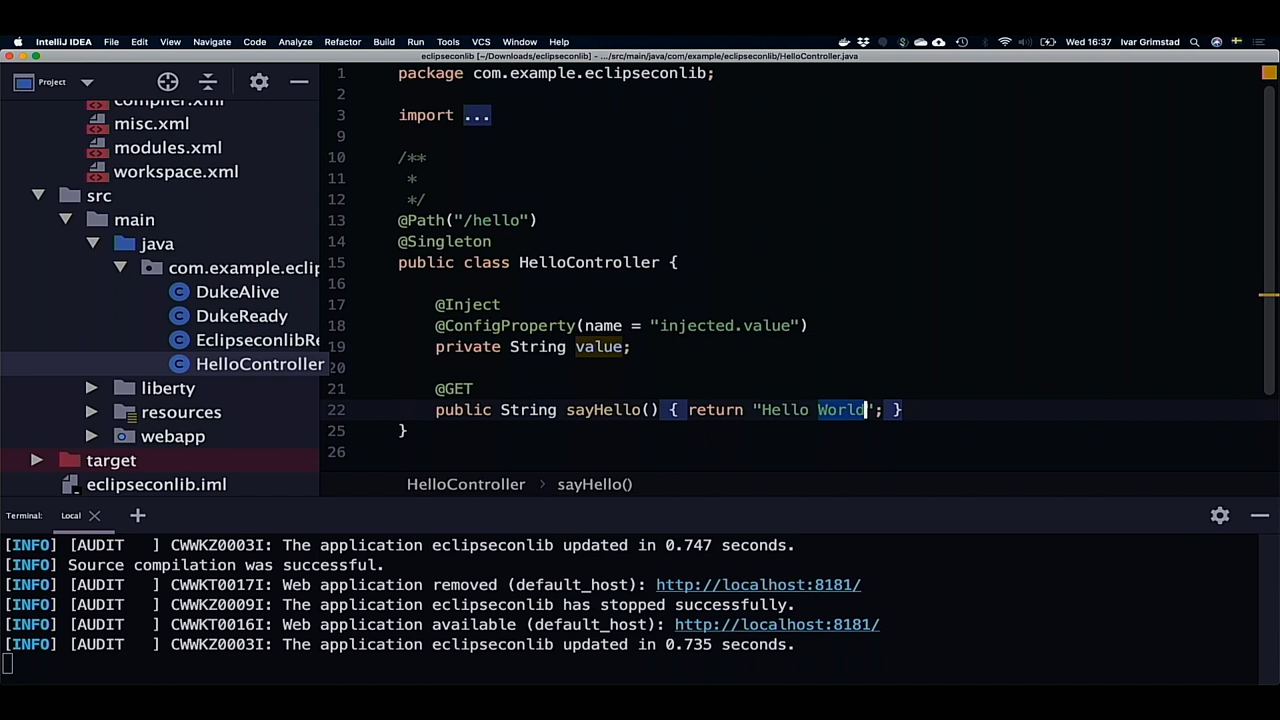 IntelliJ IDEA File Edit View Navigate Code Analyze Refactor Build Run Tools VCS Window Help Wed 16:37 Ivar Grimstad
eclipseconlib [~/Downloads/eclipseconlib] – .../src/main/java/com/example/eclipseconlib/HelloController.java
Project
compiler.xml
misc.xml
modules.xml
workspace.xml
src
main
java
com.example.eclip
DukeAlive
DukeReady
EclipseconlibRe
HelloController
liberty
resources
webapp
target
eclipseconlib.iml
1 package com.example.eclipseconlib;
2
3 import ...
9
10 /**
11 *
12 */
13 @Path("/hello")
14 @Singleton
15 public class HelloController {
16
17 @Inject
18 @ConfigProperty(name = "injected.value")
19 private String value;
20
21 @GET
22 public String sayHello() { return "Hello World"; }
25 }
26
HelloController › sayHello()
Terminal: Local
[INFO] [AUDIT ] CWWKZ0003I: The application eclipseconlib updated in 0.747 seconds.
[INFO] Source compilation was successful.
[INFO] [AUDIT ] CWWKT0017I: Web application removed (default_host): http://localhost:8181/
[INFO] [AUDIT ] CWWKZ0009I: The application eclipseconlib has stopped successfully.
[INFO] [AUDIT ] CWWKT0016I: Web application available (default_host): http://localhost:8181/
[INFO] [AUDIT ] CWWKZ0003I: The application eclipseconlib updated in 0.735 seconds.